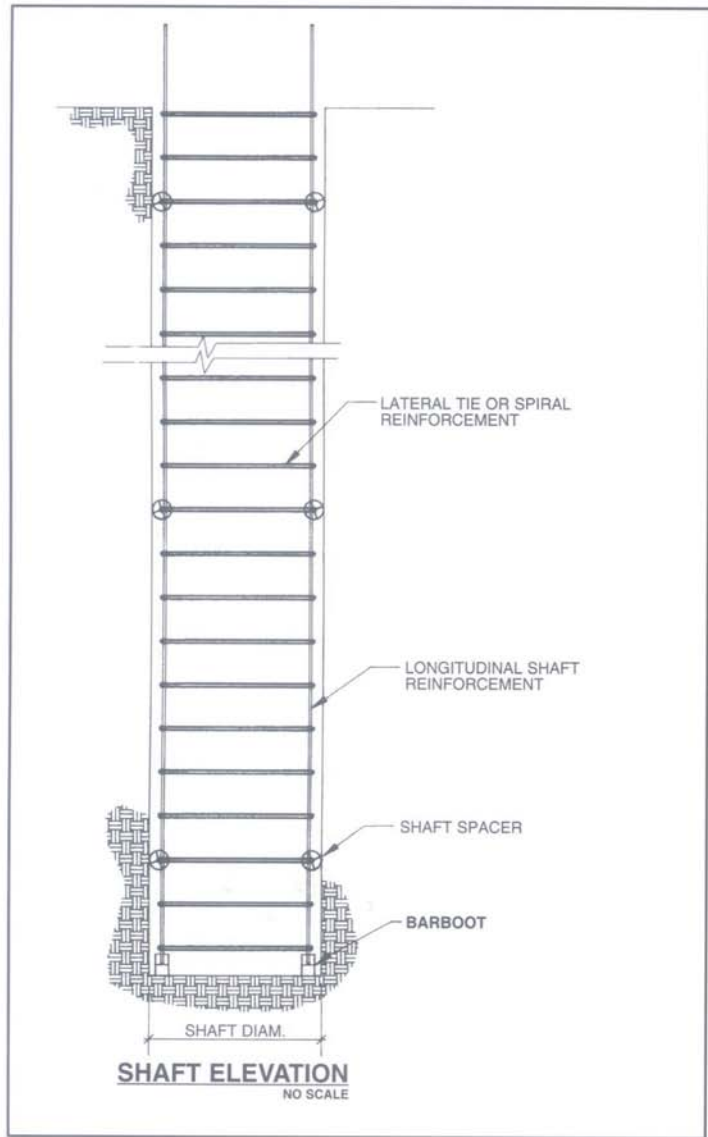 LATERAL TIE OR SPIRAL
REINFORCEMENT
LONGITUDINAL SHAFT
REINFORCEMENT
SHAFT SPACER
BARBOOT
SHAFT DIAM.
SHAFT ELEVATION
NO SCALE